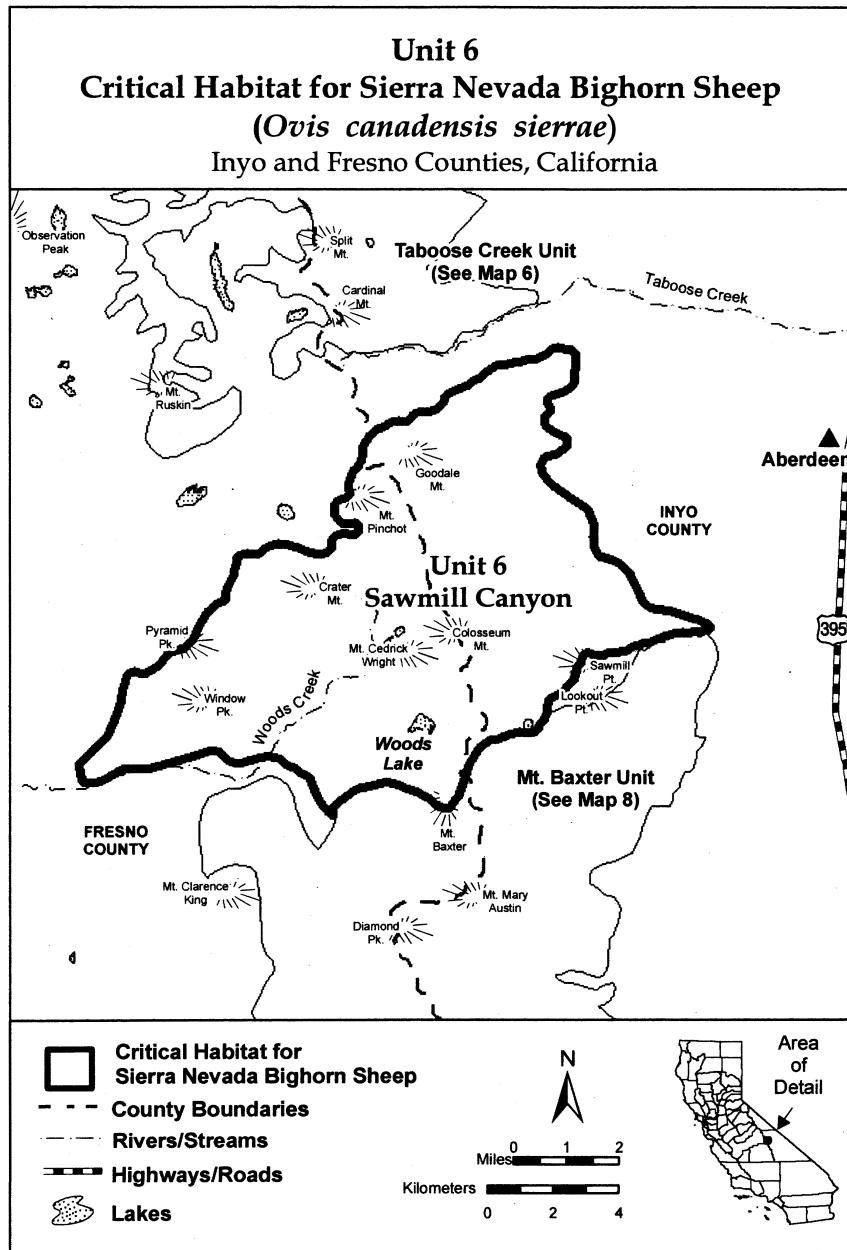 Unit 6
Critical Habitat for Sierra Nevada Bighorn Sheep
(Ovis canadensis sierrae)
Inyo and Fresno Counties, California
Observation
Peak
Split
Mt.
Taboose Creek Unit
(See Map 6)
Taboose Creek
Cardinal
Mt.
Mt.
Ruskin
Aberdeen
Goodale
Mt.
Mt.
Pinchot
INYO
COUNTY
Unit 6
Sawmill Canyon
Crater
Mt.
Pyramid
Pk.
Mt. Cedrick
Wright
Colosseum
Mt.
395
Sawmill
Pt.
Lookout
Pt.
Window
Pk.
Woods Creek
Woods
Lake
Mt. Baxter Unit
(See Map 8)
FRESNO
COUNTY
Mt.
Baxter
Mt. Clarence
King
Mt. Mary
Austin
Diamond
Pk.
Critical Habitat for
Sierra Nevada Bighorn Sheep
County Boundaries
Rivers/Streams
Highways/Roads
Lakes
N
0 1 2
Miles
Kilometers
0 2 4
Area
of
Detail